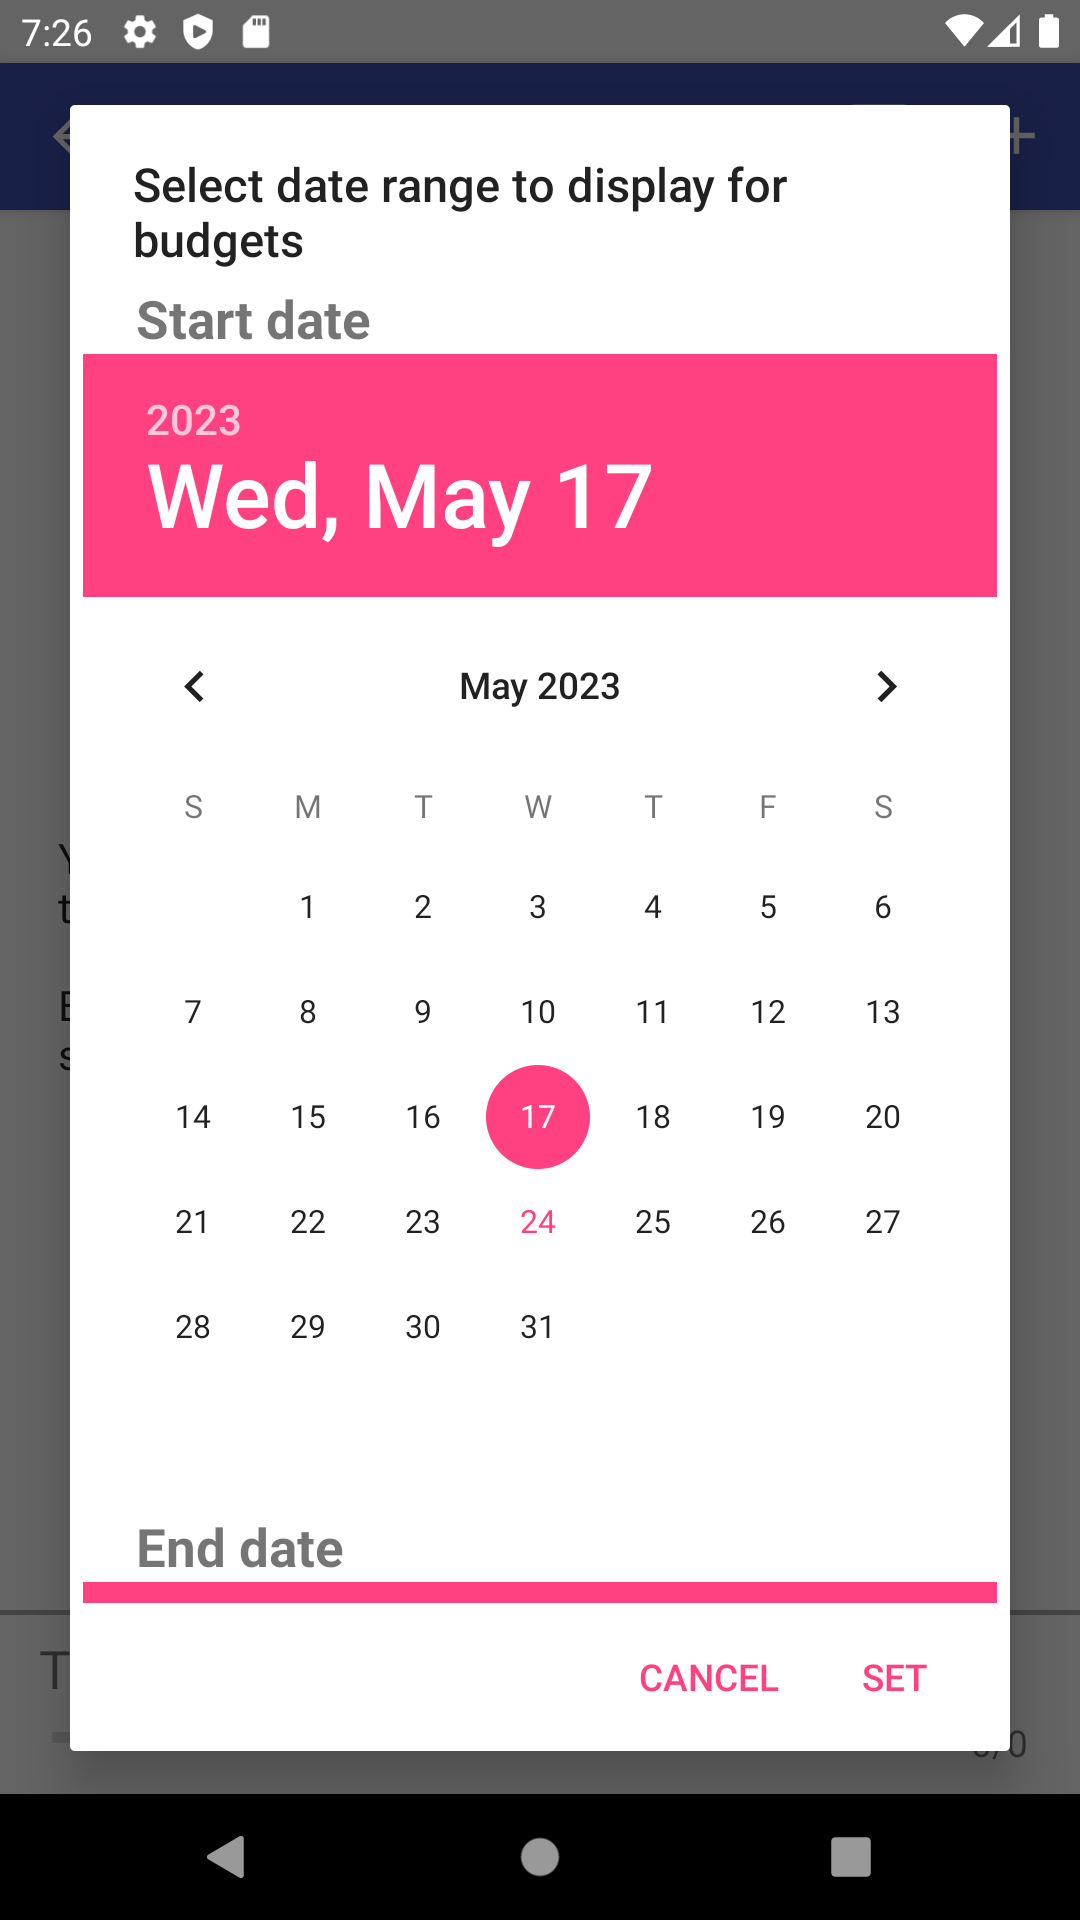 7:26
Select date range to display for
budgets
Start date
2023
Wed, May 17
May 2023
S M T W T F S
1 2 3 4 5 6
7 8 9 10 11 12 13
14 15 16 17 18 19 20
21 22 23 24 25 26 27
28 29 30 31
End date
CANCEL SET